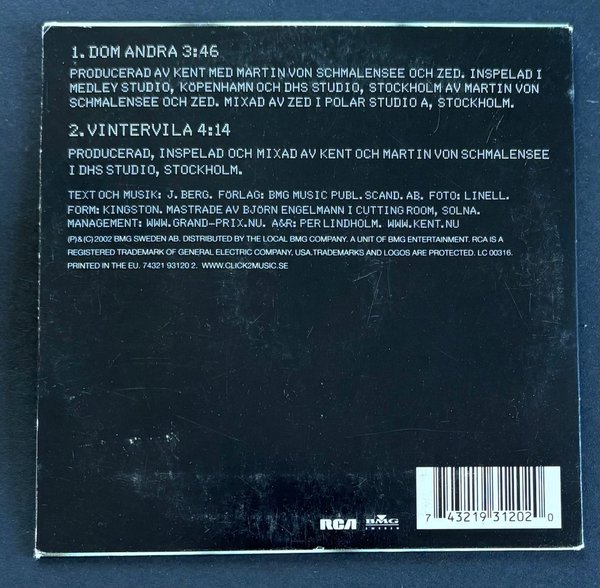 1. DOM ANDRA 3:46
PRODUCERAD AV KENT MED MARTIN VON SCHMALENSEE OCH ZED. INSPELAD I
MEDLEY STUDIO, KÖPENHAMN OCH DHS STUDIO, STOCKHOLM AV MARTIN VON
SCHMALENSEE OCH ZED. MIXAD AV ZED I POLAR STUDIO A, STOCKHOLM.
2. VINTERVILA 4:14
PRODUCERAD, INSPELAD OCH MIXAD AV KENT OCH MARTIN VON SCHMALENSEE
I DHS STUDIO, STOCKHOLM.
TEXT OCH MUSIK: J. BERG. FÖRLAG: BMG MUSIC PUBL. SCAND. AB. FOTO: LINELL.
FORM: KINGSTON. MASTRADE AV BJÖRN ENGELMANN I CUTTING ROOM, SOLNA.
MANAGEMENT: WWW.GRAND-PRIX.NU. A&R: PER LINDHOLM. WWW.KENT.NU
(P)&(C)2002 BMG SWEDEN AB. DISTRIBUTED BY THE LOCAL BMG COMPANY. A UNIT OF BMG ENTERTAINMENT. RCA IS A
REGISTERED TRADEMARK OF GENERAL ELECTRIC COMPANY, USA.TRADEMARKS AND LOGOS ARE PROTECTED. LC 00316.
PRINTED IN THE EU. 74321 93120 2. WWW.CLICK2MUSIC.SE
RCA BMG
SWEDEN
7 43219 31202 0